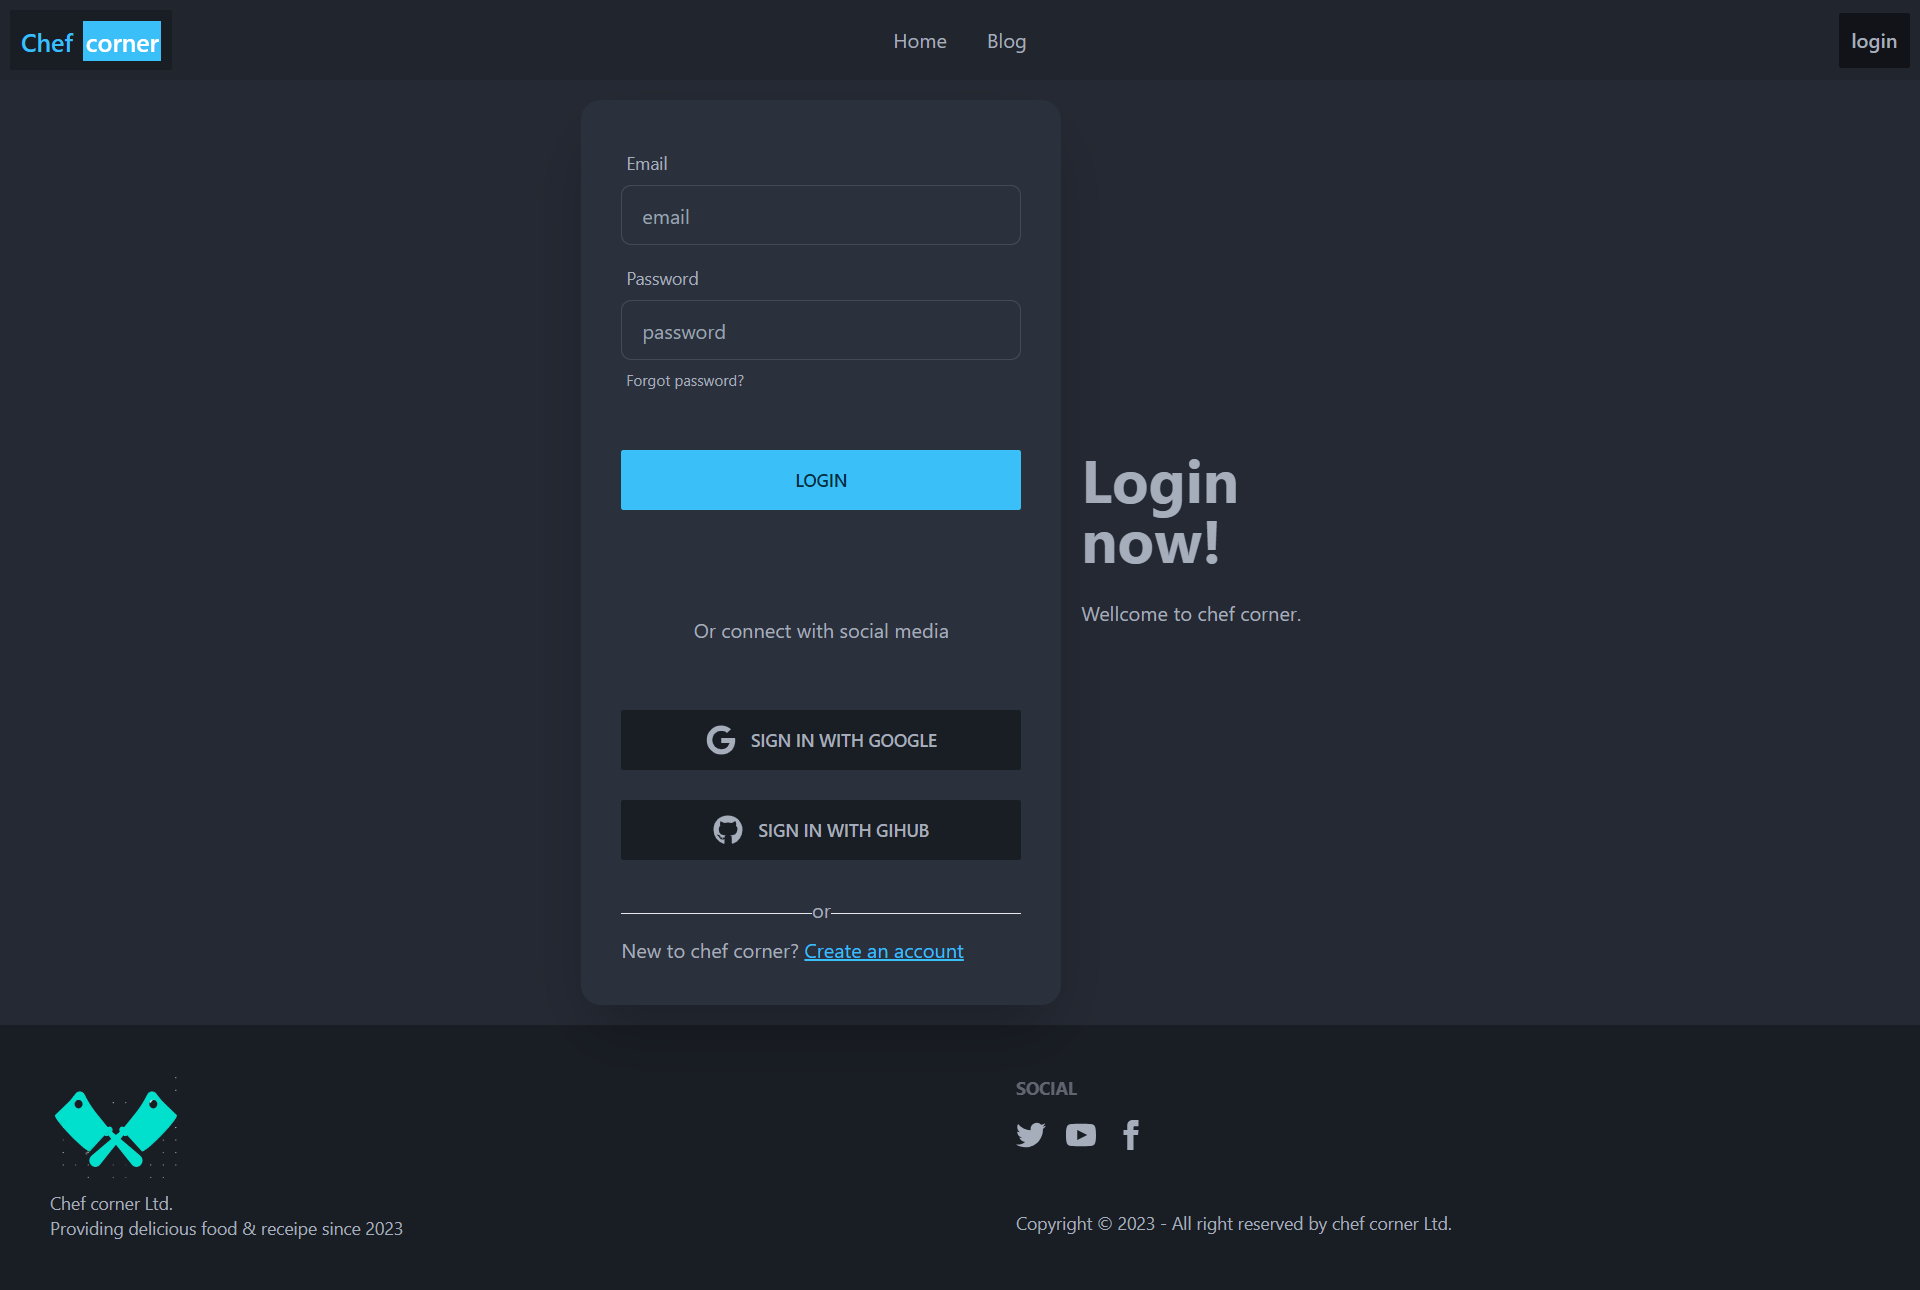 Chef corner
Home Blog
login
Email
email
Password
password
Forgot password?
LOGIN
Or connect with social media
SIGN IN WITH GOOGLE
SIGN IN WITH GIHUB
or
New to chef corner? Create an account
Login
now!
Wellcome to chef corner.
Chef corner Ltd.
Providing delicious food & receipe since 2023
SOCIAL
Copyright © 2023 - All right reserved by chef corner Ltd.